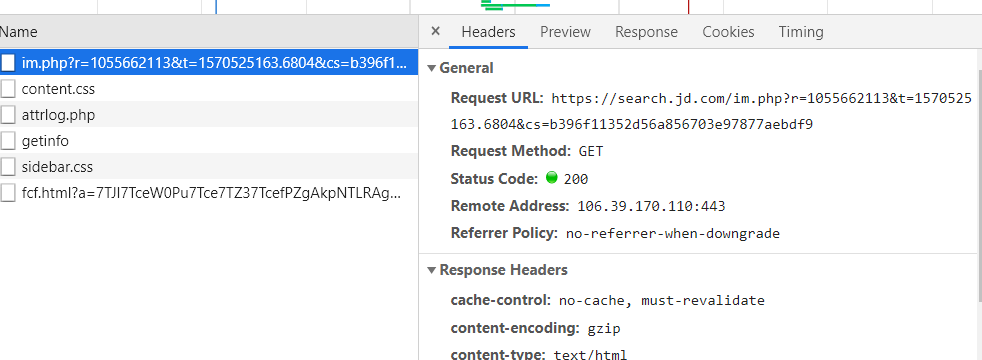 Name
im.php?r=1055662113&t=1570525163.6804&cs=b396f1...
content.css
attrlog.php
getinfo
sidebar.css
fcf.html?a=7TJI7TceW0Pu7Tce7TZ37TcefPZgAkpNTLRAg...
× Headers Preview Response Cookies Timing
General
Request URL: https://search.jd.com/im.php?r=1055662113&t=1570525
163.6804&cs=b396f11352d56a856703e97877aebdf9
Request Method: GET
Status Code: 200
Remote Address: 106.39.170.110:443
Referrer Policy: no-referrer-when-downgrade
Response Headers
cache-control: no-cache, must-revalidate
content-encoding: gzip
content-type: text/html